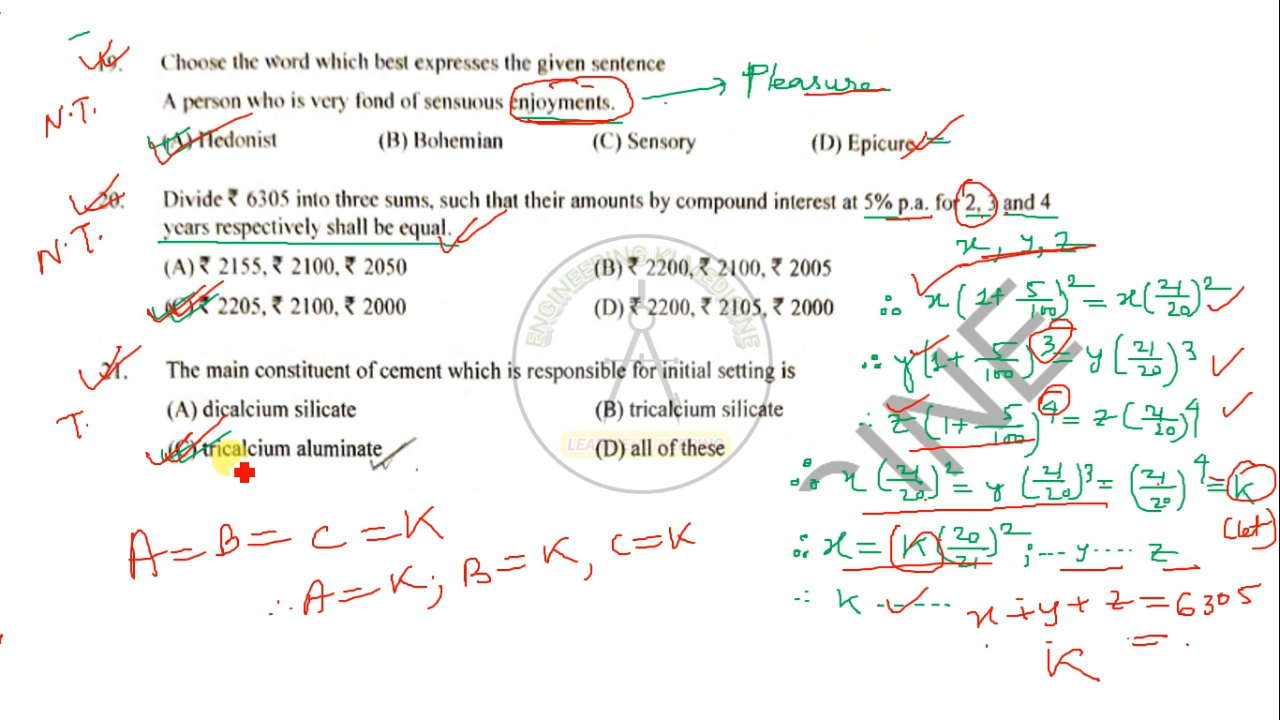 19. Choose the word which best expresses the given sentence
A person who is very fond of sensuous enjoyments. → Pleasure
N.T.
(A) Hedonist (B) Bohemian (C) Sensory (D) Epicure
20. Divide ₹ 6305 into three sums, such that their amounts by compound interest at 5% p.a. for 2, 3 and 4
years respectively shall be equal.
N.T.
x, y, z
(A) ₹ 2155, ₹ 2100, ₹ 2050 (B) ₹ 2200, ₹ 2100, ₹ 2005
(C) ₹ 2205, ₹ 2100, ₹ 2000 (D) ₹ 2200, ₹ 2105, ₹ 2000
∴ x(1+5/100)^2 = x(21/20)^2
∴ y(1+5/100)^3 = y(21/20)^3
∴ z(1+5/100)^4 = z(21/20)^4
∴ x(21/20)^2 = y(21/20)^3 = (21/20)^4 = K
(let)
∴ x = K(20/21)^2 ; ---- y ---- z
∴ K -----
x + y + z = 6305
K =
21. The main constituent of cement which is responsible for initial setting is
T.
(A) dicalcium silicate (B) tricalcium silicate
(C) tricalcium aluminate (D) all of these
A = B = C = K
∴ A = K; B = K, C = K
ENGINEERING KI MEDICINE
CINE